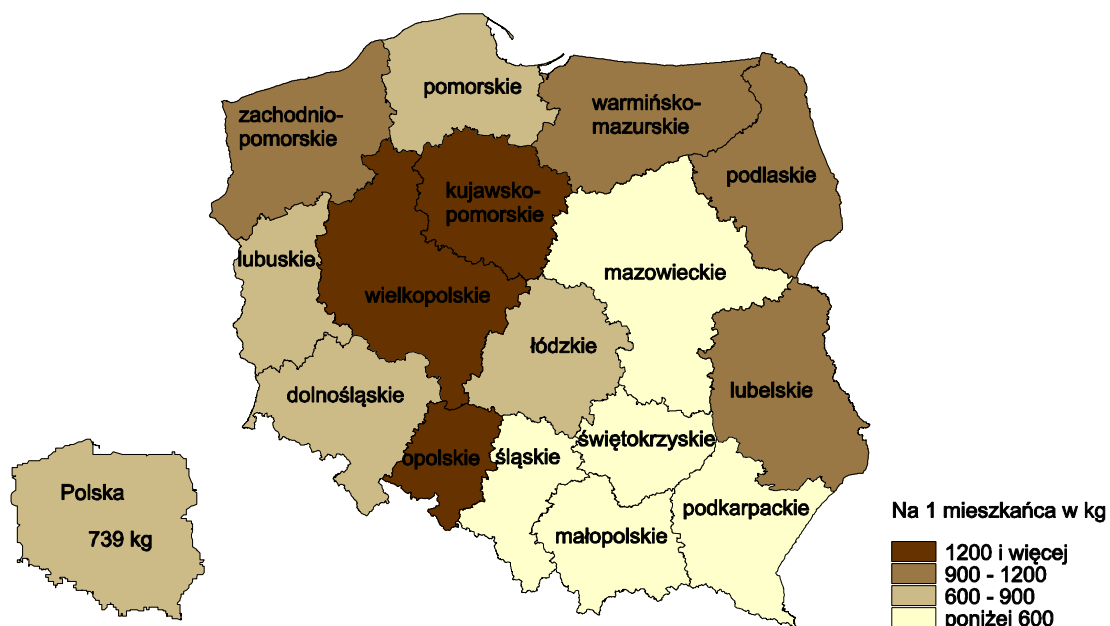 pomorskie
zachodnio-
pomorskie
warmińsko-
mazurskie
podlaskie
kujawsko-
pomorskie
lubuskie
mazowieckie
wielkopolskie
łódzkie
dolnośląskie
lubelskie
świętokrzyskie
opolskie
śląskie
podkarpackie
małopolskie
Polska
739 kg
Na 1 mieszkańca w kg
1200 i więcej
900 - 1200
600 - 900
poniżej 600